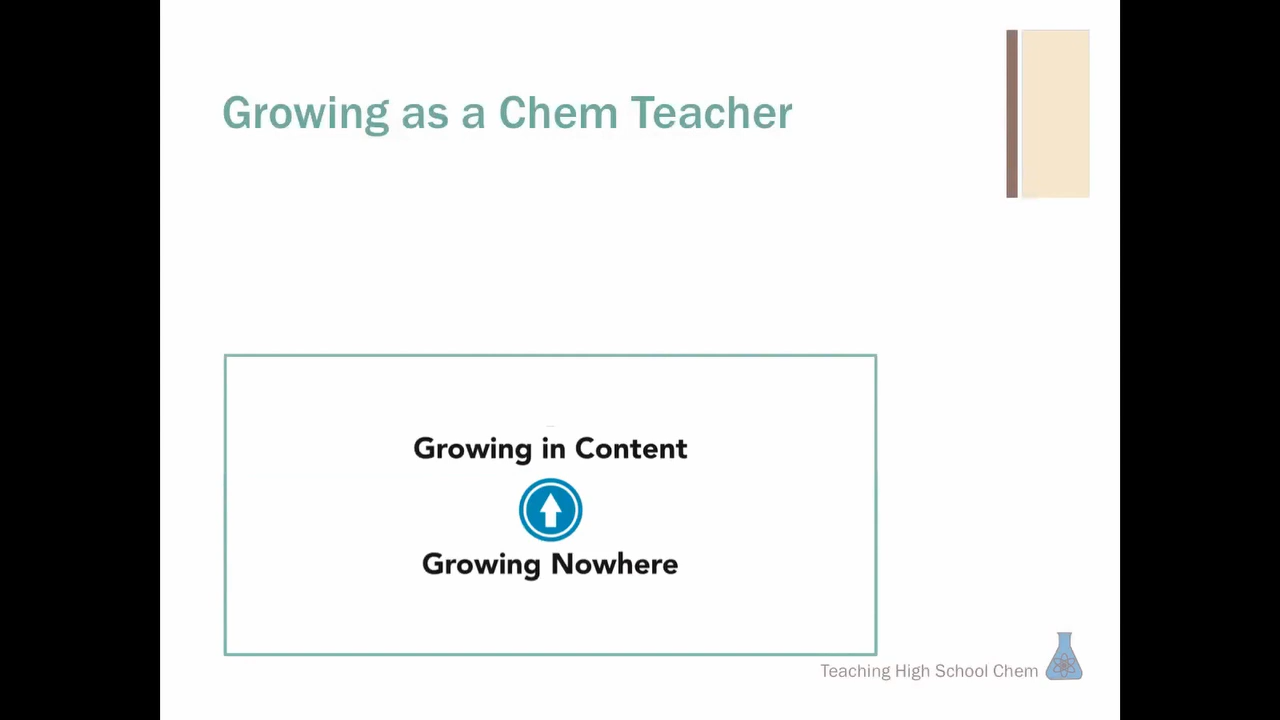 Growing as a Chem Teacher
Growing in Content
Growing Nowhere
Teaching High School Chem